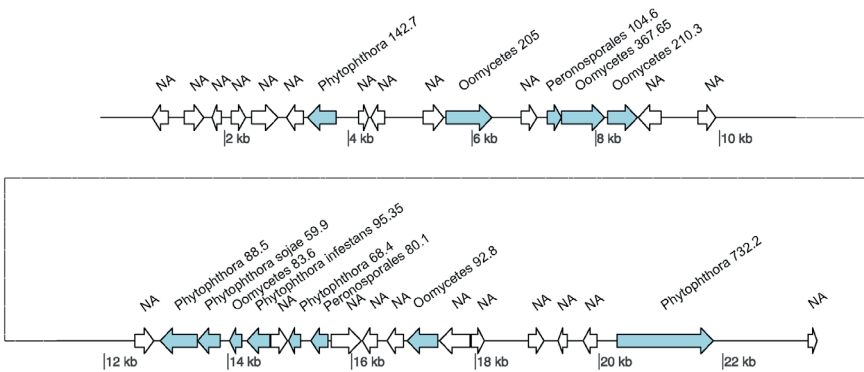 NA
NA
NA
NA
NA
NA
Phytophthora 142.7
NA
NA
NA
Oomycetes 205
NA
Peronosporales 104.6
Oomycetes 367.65
Oomycetes 210.3
NA
NA
2 kb
4 kb
6 kb
8 kb
10 kb
NA
Phytophthora 88.5
Phytophthora sojae 59.9
Oomycetes 83.6
Phytophthora infestans 95.35
NA
Phytophthora 68.4
Peronosporales 80.1
NA
NA
NA
Oomycetes 92.8
NA
NA
NA
NA
NA
Phytophthora 732.2
NA
12 kb
14 kb
16 kb
18 kb
20 kb
22 kb